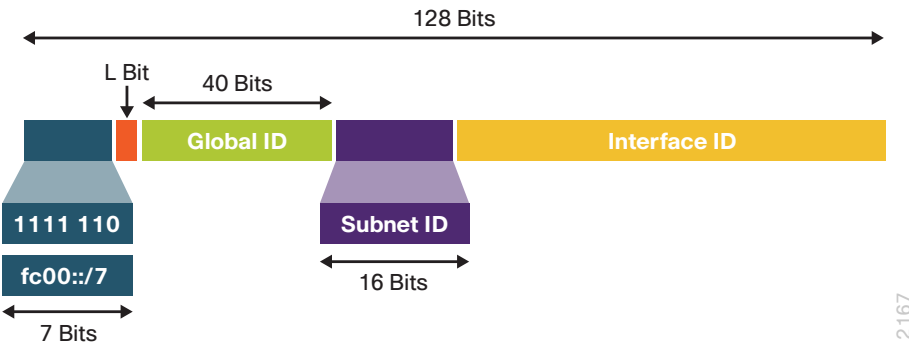 128 Bits
L Bit
40 Bits
Global ID
Interface ID
1111 110
Subnet ID
fc00::/7
16 Bits
7 Bits
2167